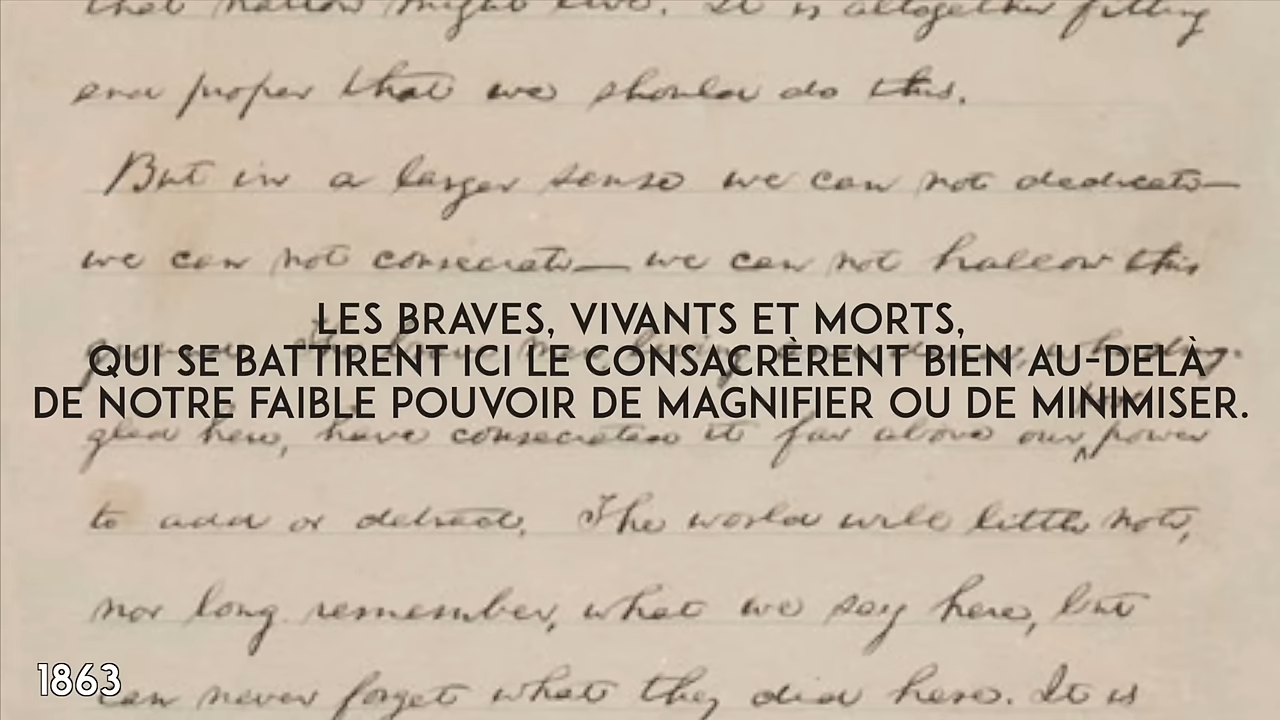 that nation might live. It is altogether fitting
and proper that we should do this.
But in a larger sense we can not dedicate—
we can not consecrate—we can not hallow this
LES BRAVES, VIVANTS ET MORTS,
QUI SE BATTIRENT ICI LE CONSACRÈRENT BIEN AU-DELÀ
DE NOTRE FAIBLE POUVOIR DE MAGNIFIER OU DE MINIMISER.
gled here, have consecrated it far above our power
to add or detract. The world will little note,
nor long remember, what we say here, but
can never forget what they did here. It is
1863